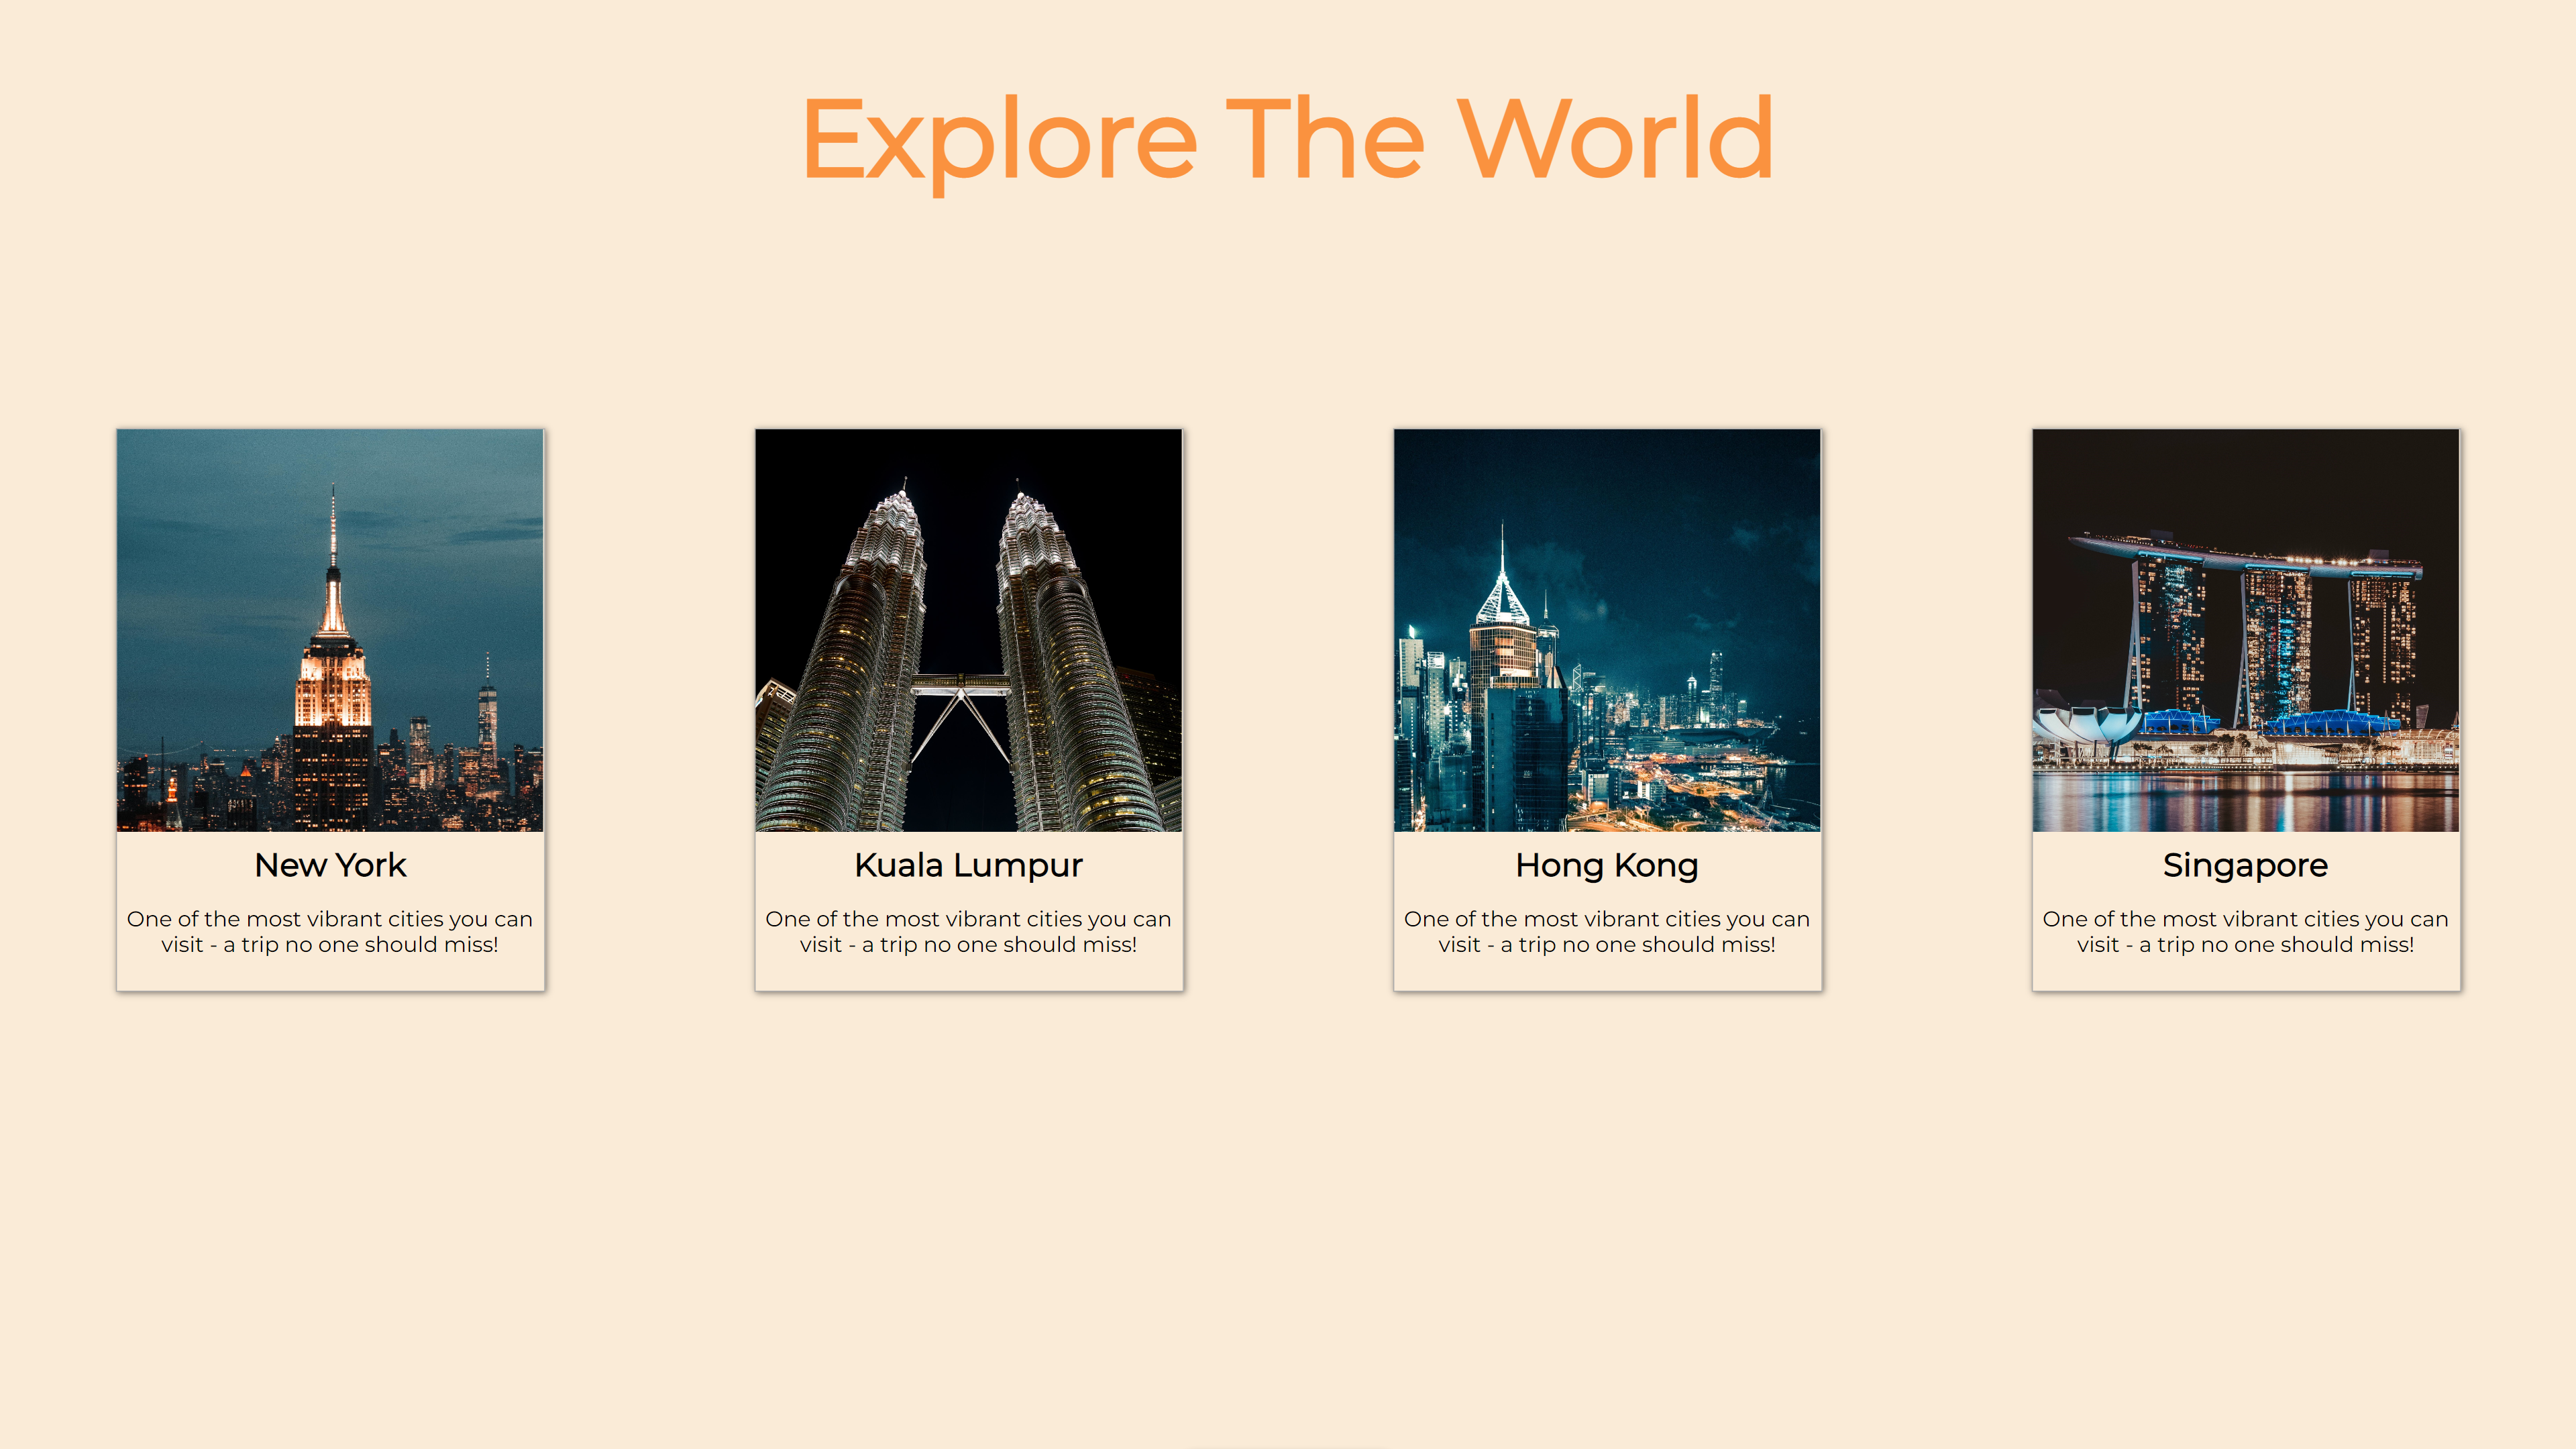 Explore The World
New York
One of the most vibrant cities you can
visit - a trip no one should miss!
Kuala Lumpur
One of the most vibrant cities you can
visit - a trip no one should miss!
Hong Kong
One of the most vibrant cities you can
visit - a trip no one should miss!
Singapore
One of the most vibrant cities you can
visit - a trip no one should miss!